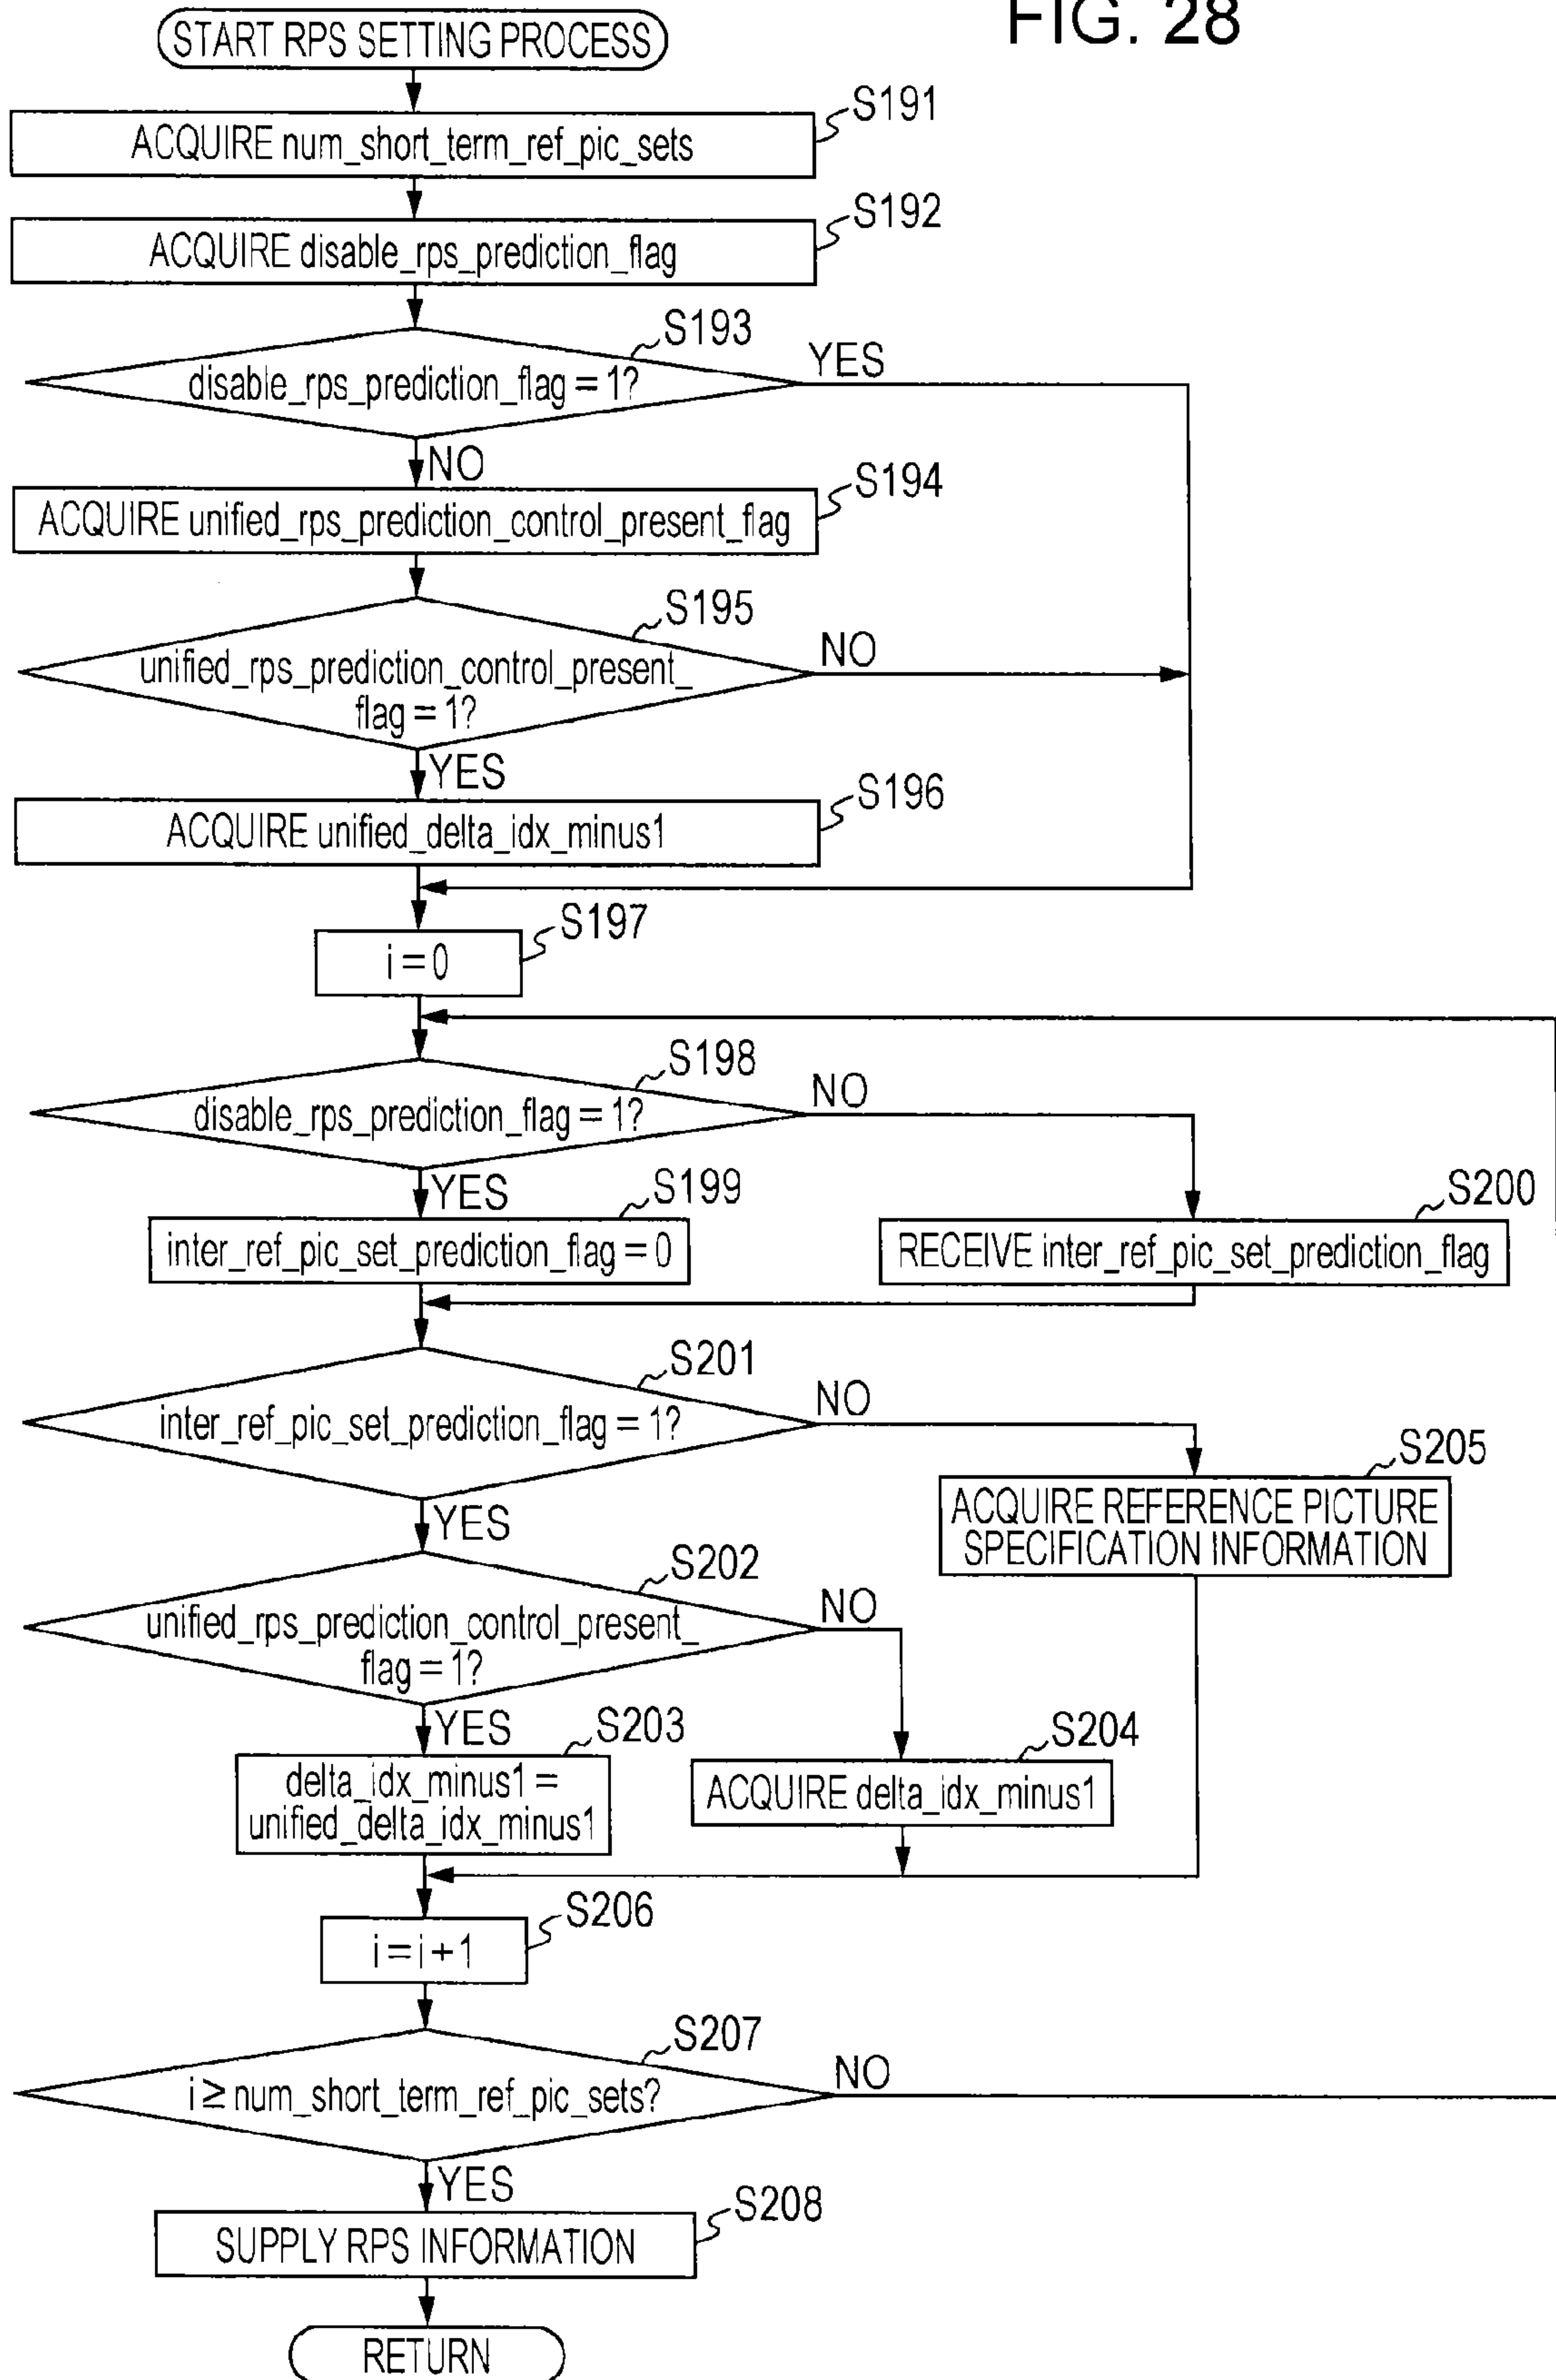 FIG. 28
START RPS SETTING PROCESS
S191
ACQUIRE num_short_term_ref_pic_sets
S192
ACQUIRE disable_rps_prediction_flag
S193
disable_rps_prediction_flag = 1?
YES
NO
S194
ACQUIRE unified_rps_prediction_control_present_flag
S195
unified_rps_prediction_control_present_
flag = 1?
NO
YES
S196
ACQUIRE unified_delta_idx_minus1
S197
i = 0
S198
disable_rps_prediction_flag = 1?
NO
YES
S199
inter_ref_pic_set_prediction_flag = 0
S200
RECEIVE inter_ref_pic_set_prediction_flag
S201
inter_ref_pic_set_prediction_flag = 1?
NO
YES
S205
ACQUIRE REFERENCE PICTURE
SPECIFICATION INFORMATION
S202
unified_rps_prediction_control_present_
flag = 1?
NO
YES
S203
delta_idx_minus1 =
unified_delta_idx_minus1
S204
ACQUIRE delta_idx_minus1
S206
i = i + 1
S207
i ≥ num_short_term_ref_pic_sets?
NO
YES
S208
SUPPLY RPS INFORMATION
RETURN